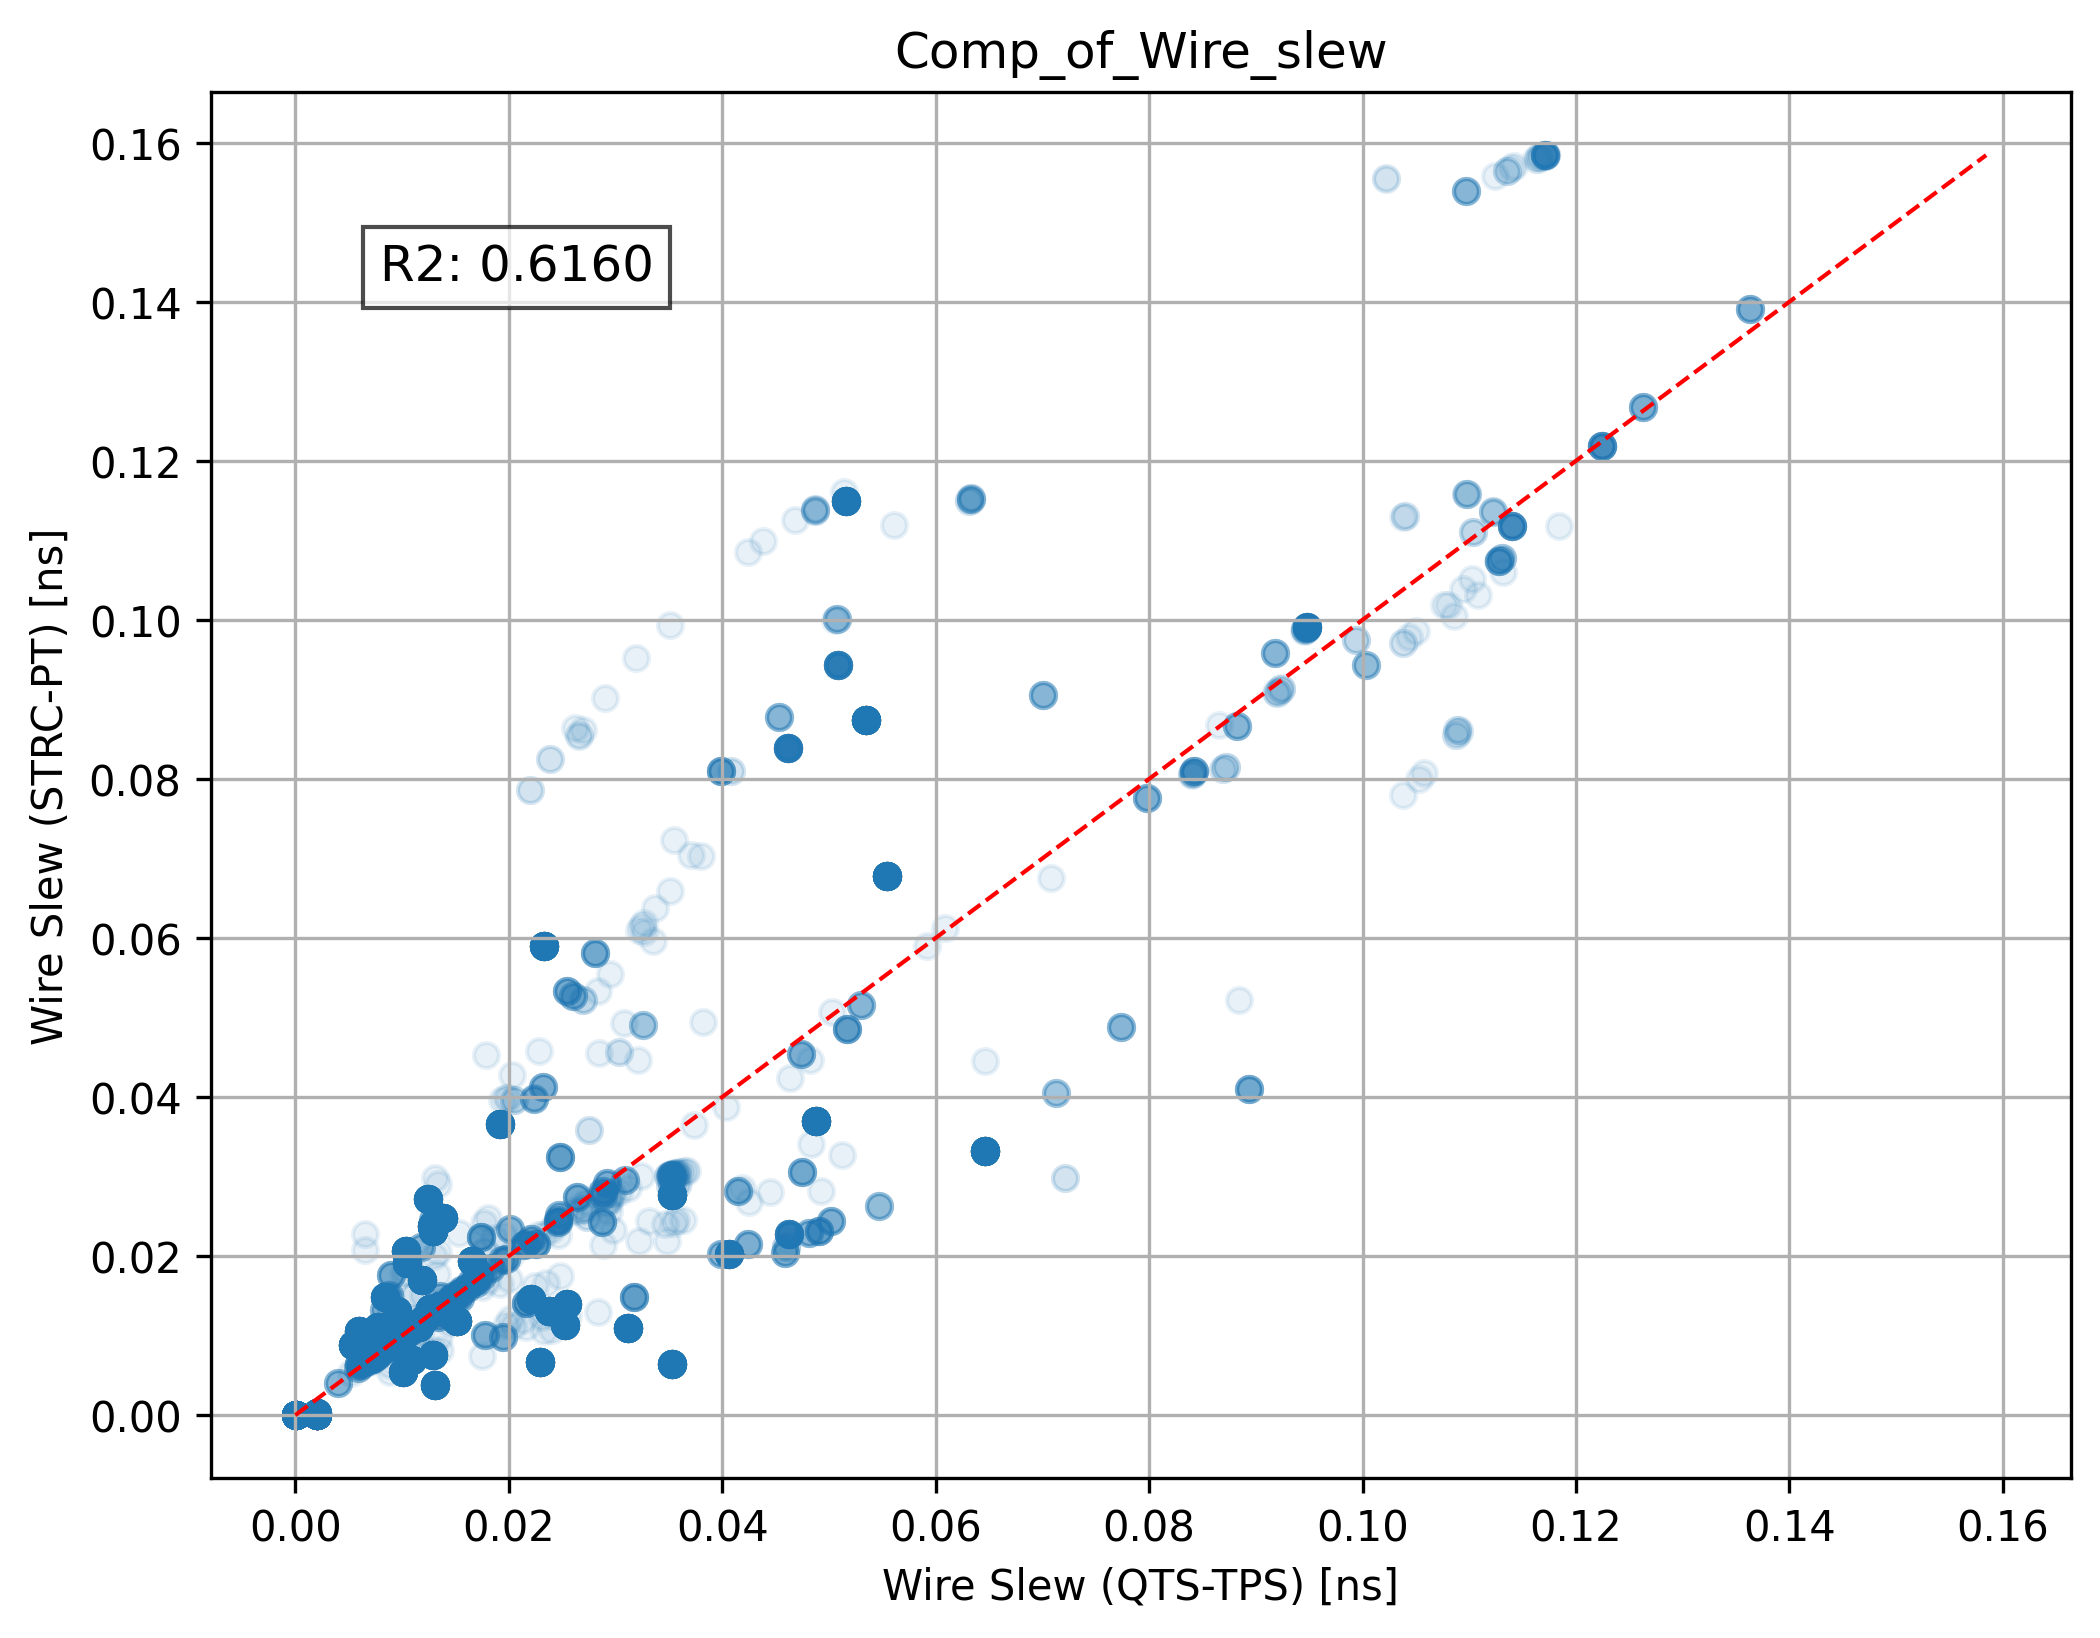 Comp_of_Wire_slew
R2: 0.6160
Wire Slew (STRC-PT) [ns]
0.16
0.14
0.12
0.10
0.08
0.06
0.04
0.02
0.00
0.00 0.02 0.04 0.06 0.08 0.10 0.12 0.14 0.16
Wire Slew (QTS-TPS) [ns]